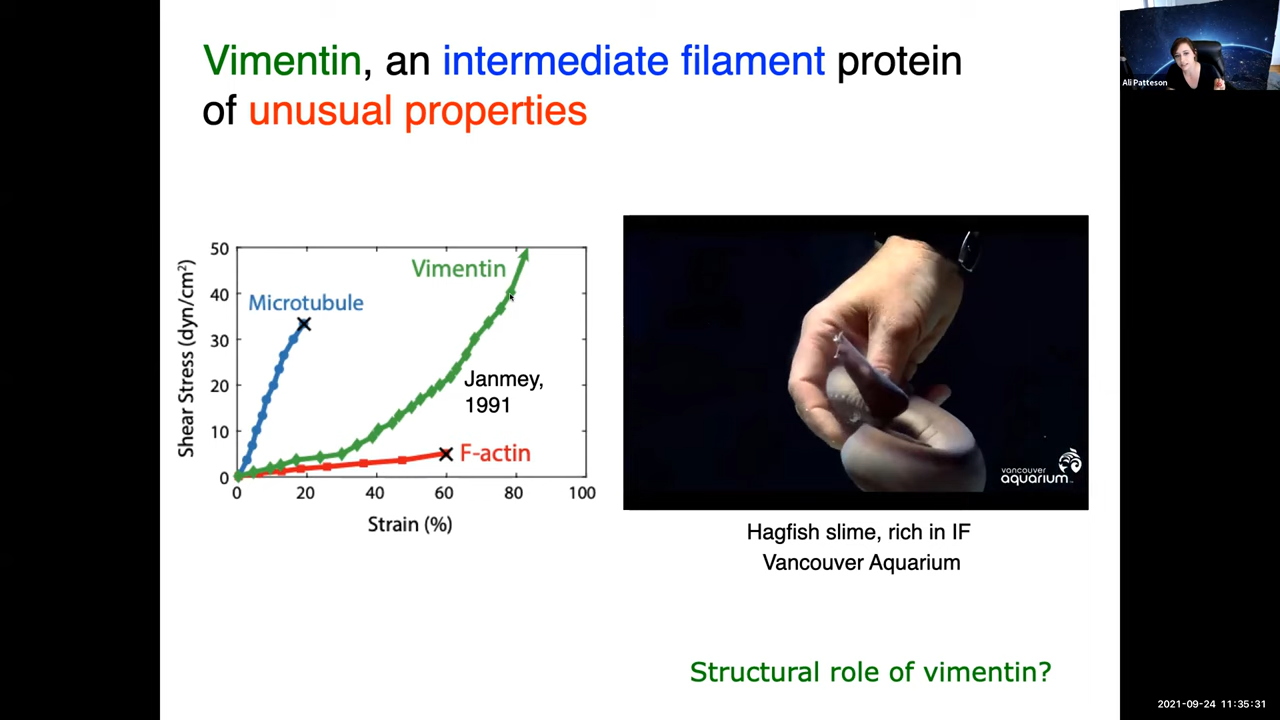 Vimentin, an intermediate filament protein
of unusual properties
Ali Patteson
50
40
30
20
10
0
Shear Stress (dyn/cm²)
Microtubule
Vimentin
Janmey,
1991
F-actin
0 20 40 60 80 100
Strain (%)
vancouver
aquarium
Hagfish slime, rich in IF
Vancouver Aquarium
Structural role of vimentin?
2021-09-24 11:35:31